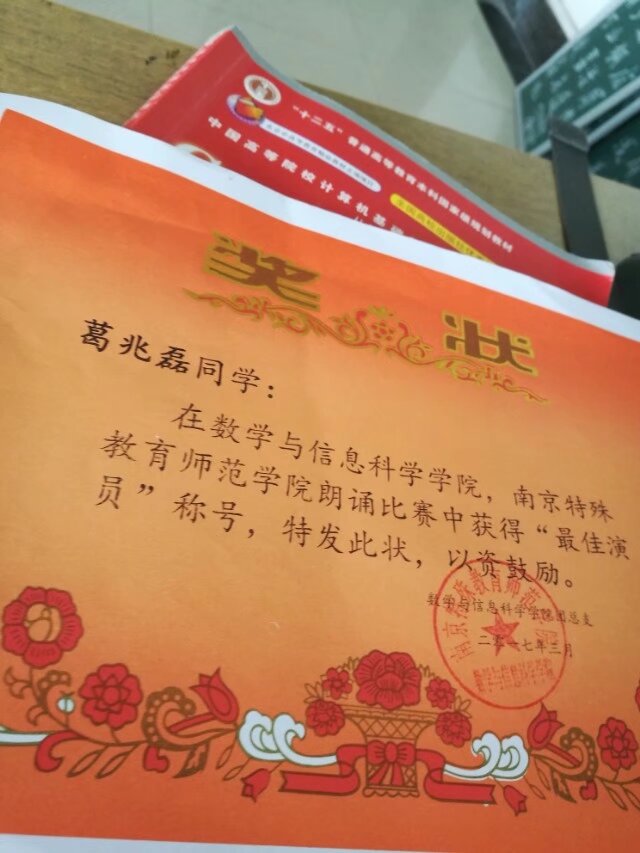 "十二五"普通高等教育本科国家级规划教材
中国高等院校计算机基
奖状
葛兆磊同学：
在数学与信息科学学院，南京特殊
教育师范学院朗诵比赛中获得“最佳演
员”称号，特发此状，以资鼓励。
数学与信息科学学院团总支
二零一七年三月
南京特殊教育师范学院
数学与信息科学学院